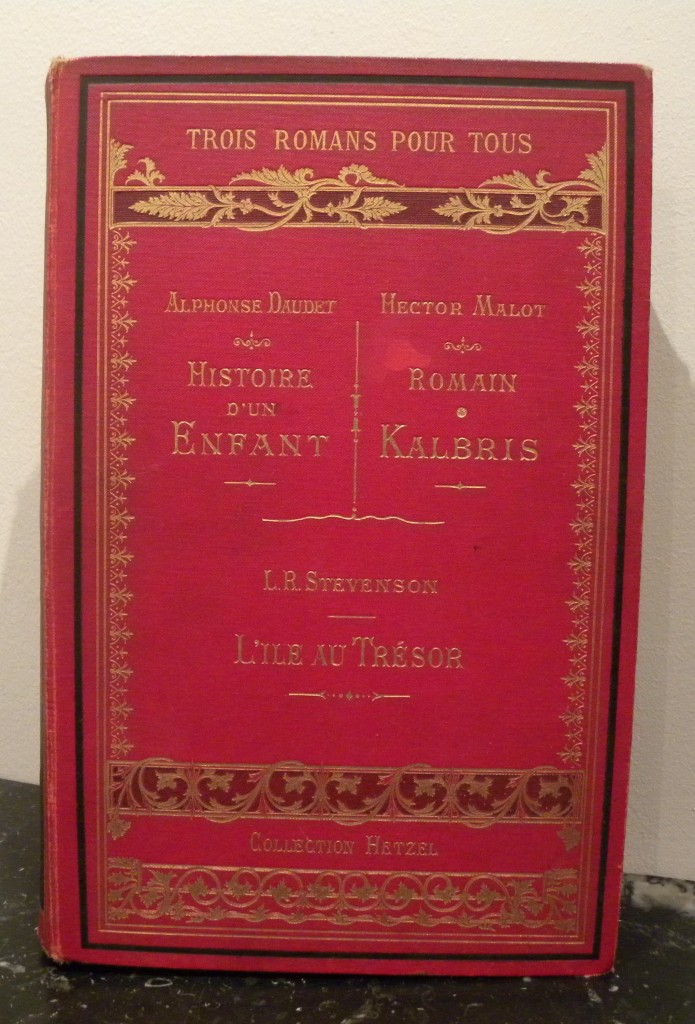 TROIS ROMANS POUR TOUS
ALPHONSE DAUDET
HISTOIRE
D'UN
ENFANT
HECTOR MALOT
ROMAIN
KALBRIS
L. R. STEVENSON
L'ILE AU TRÉSOR
COLLECTION HETZEL